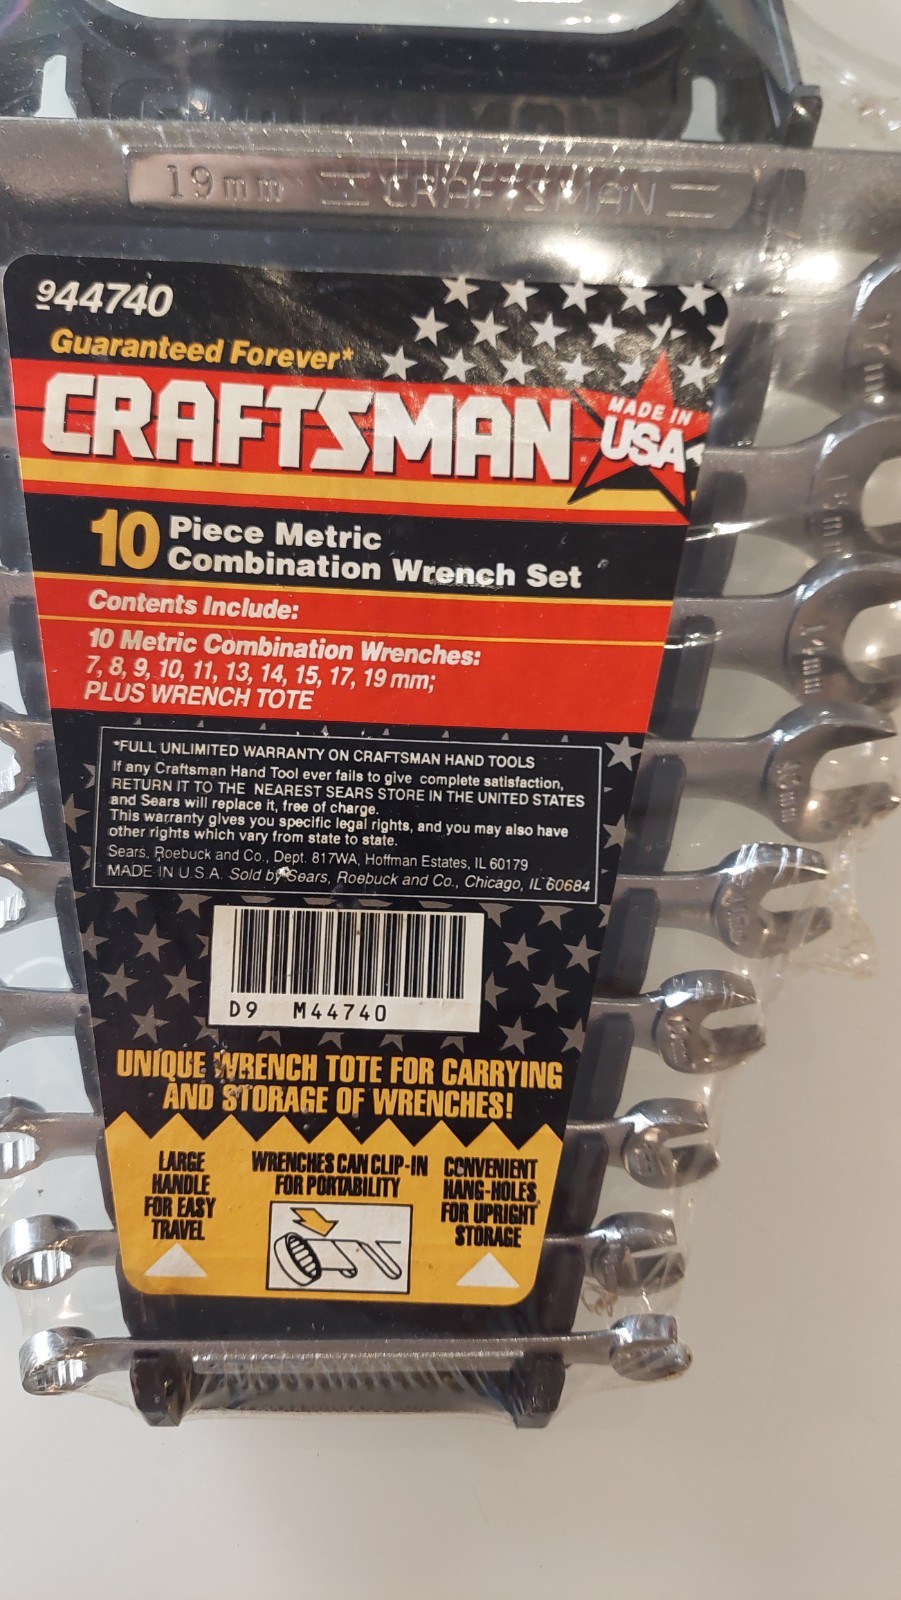 19mm CRAFTSMAN
944740
Guaranteed Forever*
CRAFTSMAN
MADE IN
USA
10 Piece Metric
Combination Wrench Set
Contents Include:
10 Metric Combination Wrenches:
7, 8, 9, 10, 11, 13, 14, 15, 17, 19 mm;
PLUS WRENCH TOTE
*FULL UNLIMITED WARRANTY ON CRAFTSMAN HAND TOOLS
If any Craftsman Hand Tool ever fails to give complete satisfaction,
RETURN IT TO THE NEAREST SEARS STORE IN THE UNITED STATES
and Sears will replace it, free of charge.
This warranty gives you specific legal rights, and you may also have
other rights which vary from state to state.
Sears, Roebuck and Co., Dept. 817WA, Hoffman Estates, IL 60179
MADE IN U.S.A. Sold by Sears, Roebuck and Co., Chicago, IL 60684
D9 M44740
UNIQUE WRENCH TOTE FOR CARRYING
AND STORAGE OF WRENCHES!
LARGE
HANDLE
FOR EASY
TRAVEL
WRENCHES CAN CLIP-IN
FOR PORTABILITY
CONVENIENT
HANG-HOLES
FOR UPRIGHT
STORAGE
14mm